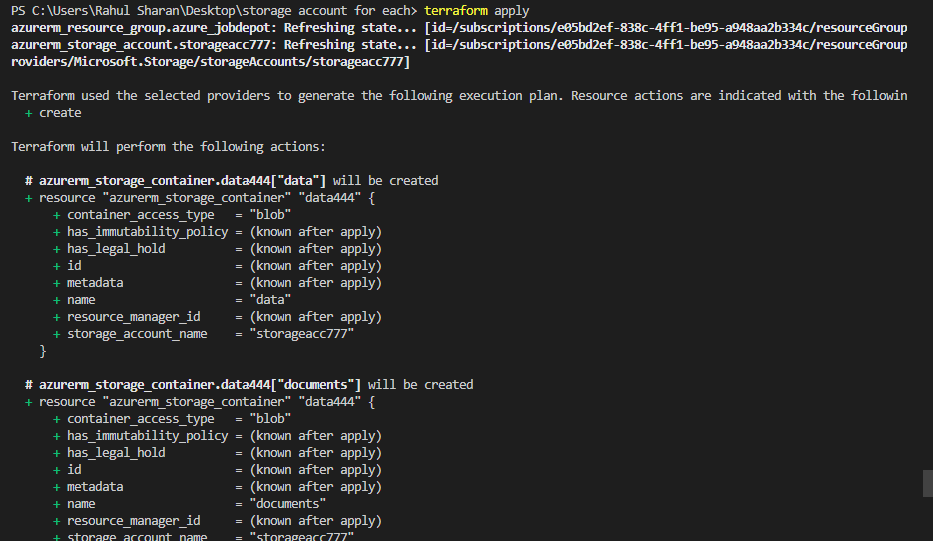 PS C:\Users\Rahul Sharan\Desktop\storage account for each> terraform apply
azurerm_resource_group.azure_jobdepot: Refreshing state... [id=/subscriptions/e05bd2ef-838c-4ff1-be95-a948aa2b334c/resourceGroup
azurerm_storage_account.storageacc777: Refreshing state... [id=/subscriptions/e05bd2ef-838c-4ff1-be95-a948aa2b334c/resourceGroup
roviders/Microsoft.Storage/storageAccounts/storageacc777]
Terraform used the selected providers to generate the following execution plan. Resource actions are indicated with the followin
+ create
Terraform will perform the following actions:
# azurerm_storage_container.data444["data"] will be created
+ resource "azurerm_storage_container" "data444" {
+ container_access_type = "blob"
+ has_immutability_policy = (known after apply)
+ has_legal_hold = (known after apply)
+ id = (known after apply)
+ metadata = (known after apply)
+ name = "data"
+ resource_manager_id = (known after apply)
+ storage_account_name = "storageacc777"
}
# azurerm_storage_container.data444["documents"] will be created
+ resource "azurerm_storage_container" "data444" {
+ container_access_type = "blob"
+ has_immutability_policy = (known after apply)
+ has_legal_hold = (known after apply)
+ id = (known after apply)
+ metadata = (known after apply)
+ name = "documents"
+ resource_manager_id = (known after apply)
+ storage_account_name = "storageacc777"